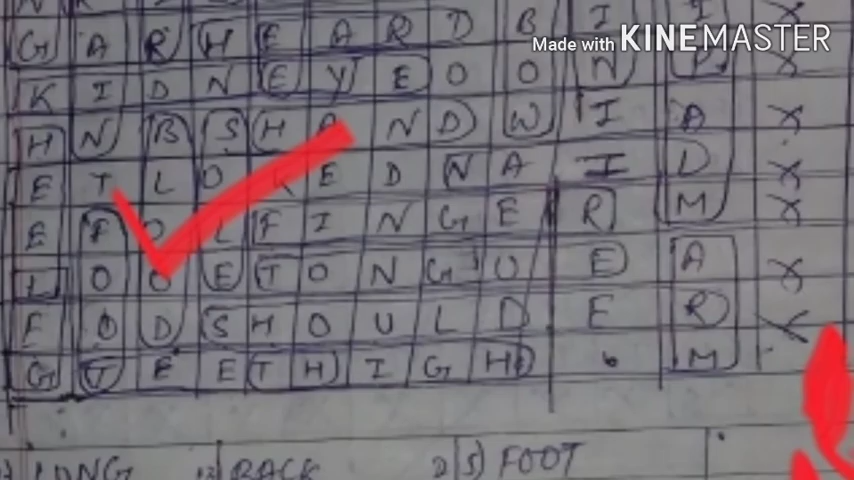 Made with KINEMASTER
G A R H E A R D B I I X
K I D N E Y E O O N P X
H N B S H A N D W I A X
E T L O K E D N A I D X
E F O L F I N G E R M X
L O O E T O N G U E A X
F O D S H O U L D E R X
G T E E T H I G H . M
LONG BACK FOOT